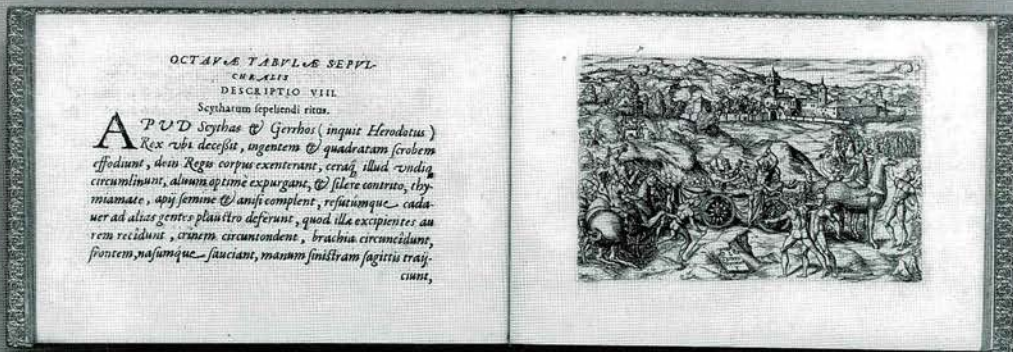 OCTAVÆ TABVLÆ SEPVL-
CHRALIS
DESCRIPTIO VIII.
Scytharum sepeliendi ritus.
APVD Scythas & Gerrhos (inquit Herodotus)
Rex vbi deceßit, ingentem & quadratam scrobem
effodiunt, dein Regis corpus exenterant, ceraq́; illud vndiq;
circumlinunt, aluum optimè expurgant, & silere contrito, thy-
miamate, apij semine & anisi complent, resutúmque cada-
uer ad alias gentes plaustro deferunt, quod illæ excipientes au
rem recidunt, crinem circuntondent, brachia circuncidunt,
frontem, nasumque sauciant, manum sinistram sagittis traij-
ciunt,